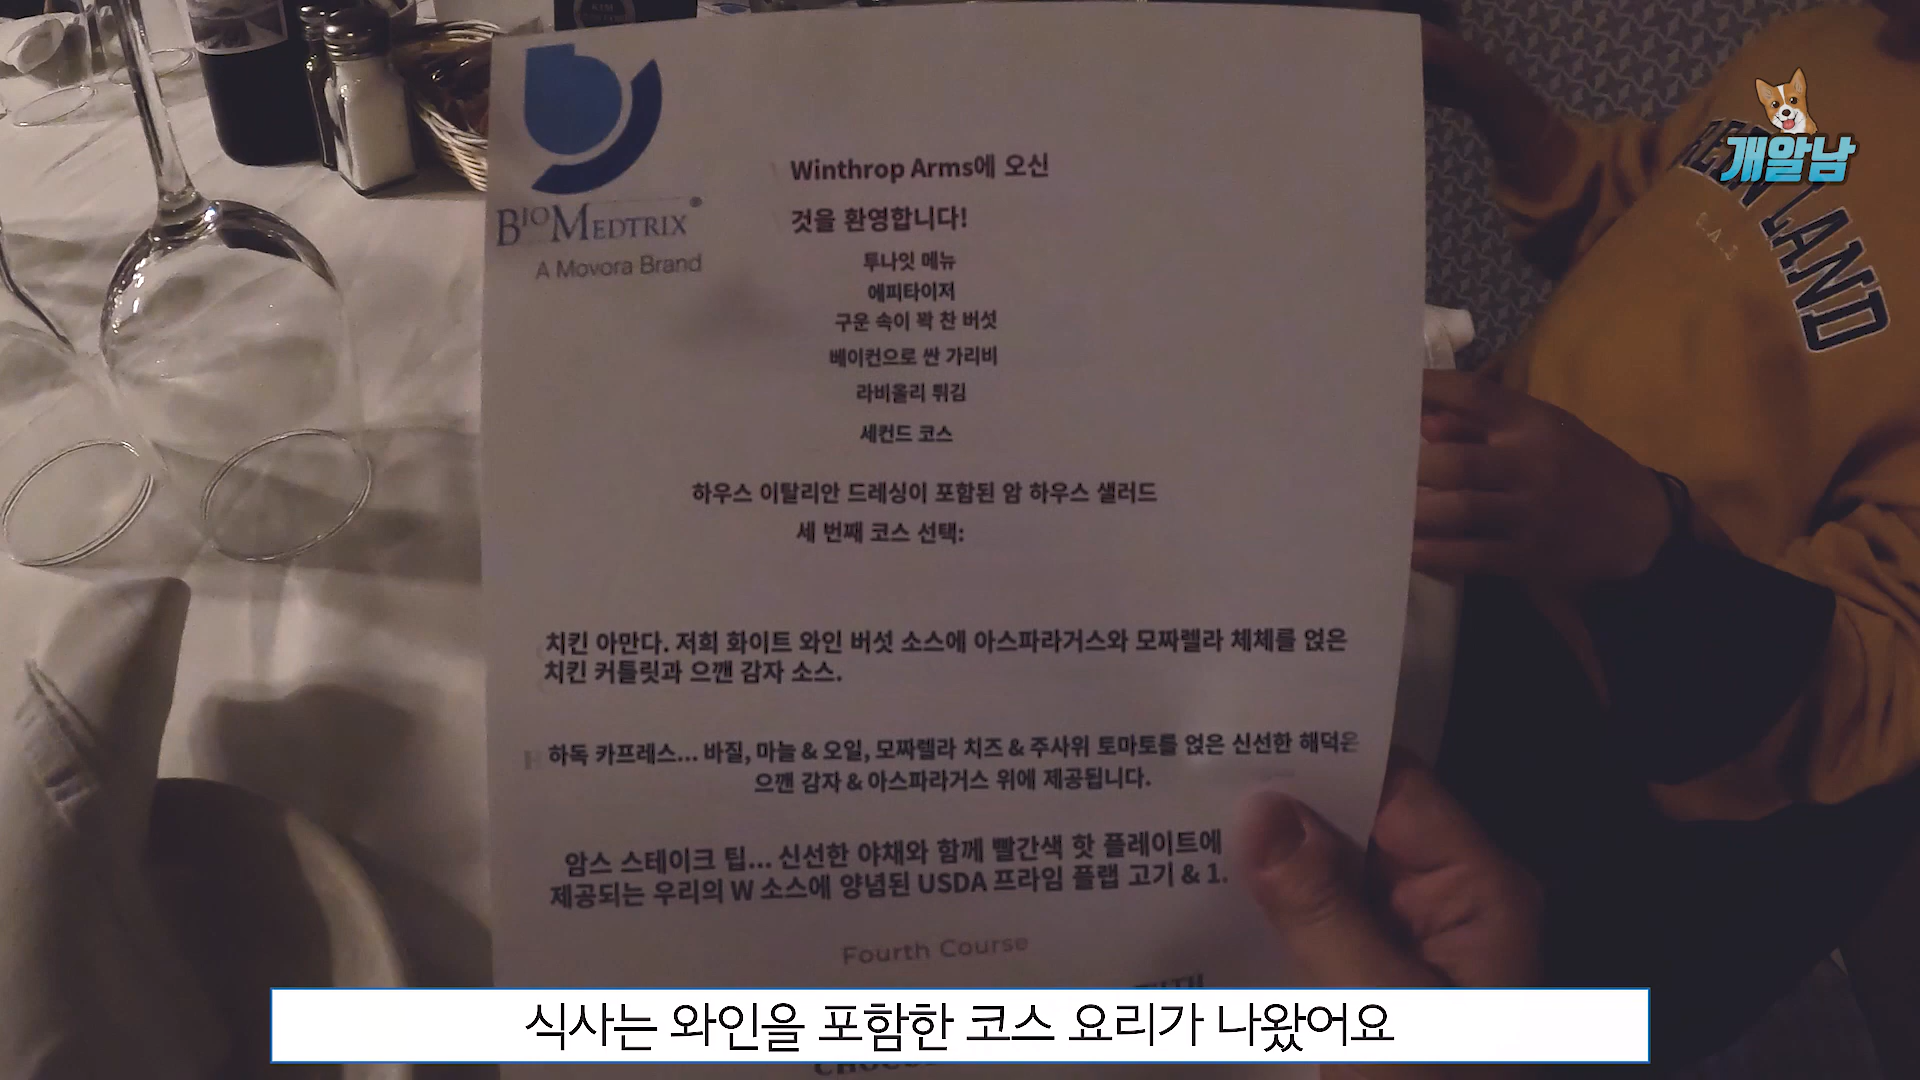 개알남
BIOMEDTRIX®
A Movora Brand
Winthrop Arms에 오신
것을 환영합니다!
투나잇 메뉴
에피타이저
구운 속이 꽉 찬 버섯
베이컨으로 싼 가리비
라비올리 튀김
세컨드 코스
하우스 이탈리안 드레싱이 포함된 암 하우스 샐러드
세 번째 코스 선택:
치킨 아만다. 저희 화이트 와인 버섯 소스에 아스파라거스와 모짜렐라 체체를 얹은
치킨 커틀릿과 으깬 감자 소스.
하독 카프레스... 바질, 마늘 & 오일, 모짜렐라 치즈 & 주사위 토마토를 얹은 신선한 해덕은
으깬 감자 & 아스파라거스 위에 제공됩니다.
암스 스테이크 팁... 신선한 야채와 함께 빨간색 핫 플레이트에
제공되는 우리의 W 소스에 양념된 USDA 프라임 플랩 고기 & 1.
Fourth Course
식사는 와인을 포함한 코스 요리가 나왔어요